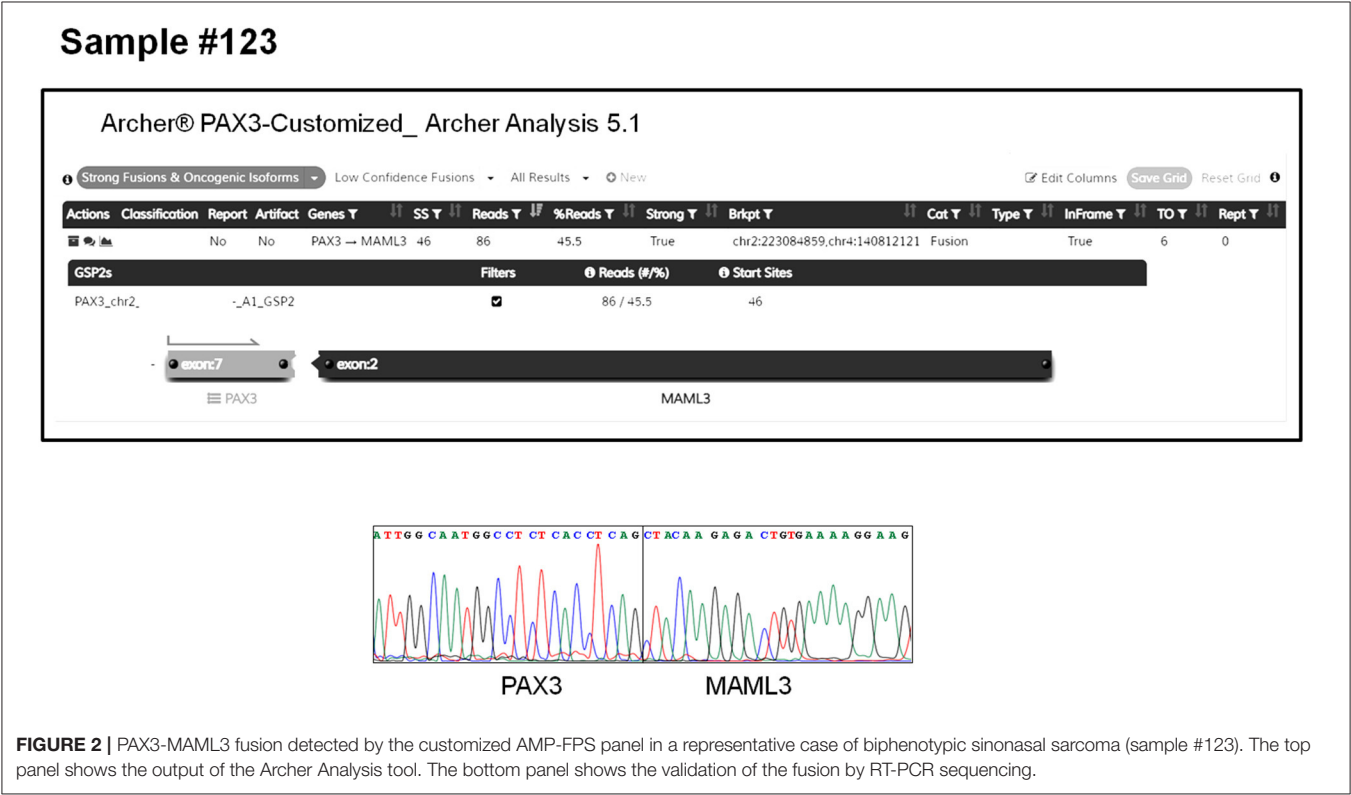 Sample #123
Archer® PAX3-Customized_ Archer Analysis 5.1
Strong Fusions & Oncogenic Isoforms Low Confidence Fusions All Results New Edit Columns Save Grid Reset Grid
Actions Classification Report Artifact Genes SS Reads %Reads Strong Brkpt Cat Type InFrame TO Rept
No No PAX3 → MAML3 46 86 45.5 True chr2:223084859,chr4:140812121 Fusion True 6 0
GSP2s Filters Reads (#/%) Start Sites
PAX3_chr2_ -_A1_GSP2 86 / 45.5 46
- exon:7 exon:2
PAX3 MAML3
ATTGGCAATGGCCTCTCACCTCAGCTACAAGAGACTGTGAAAAGGAAG
PAX3 MAML3
FIGURE 2 | PAX3-MAML3 fusion detected by the customized AMP-FPS panel in a representative case of biphenotypic sinonasal sarcoma (sample #123). The top
panel shows the output of the Archer Analysis tool. The bottom panel shows the validation of the fusion by RT-PCR sequencing.